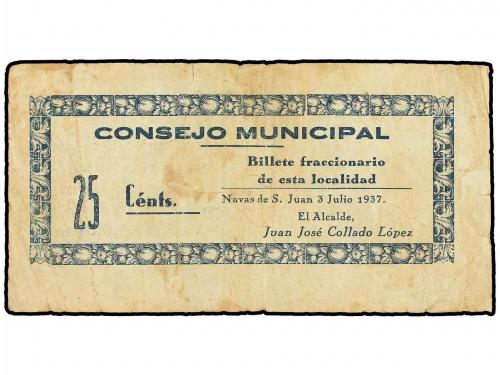 CONSEJO MUNICIPAL
25 Cénts.
Billete fraccionario
de esta localidad
Navas de S. Juan 3 Julio 1937.
El Alcalde,
Juan José Collado López